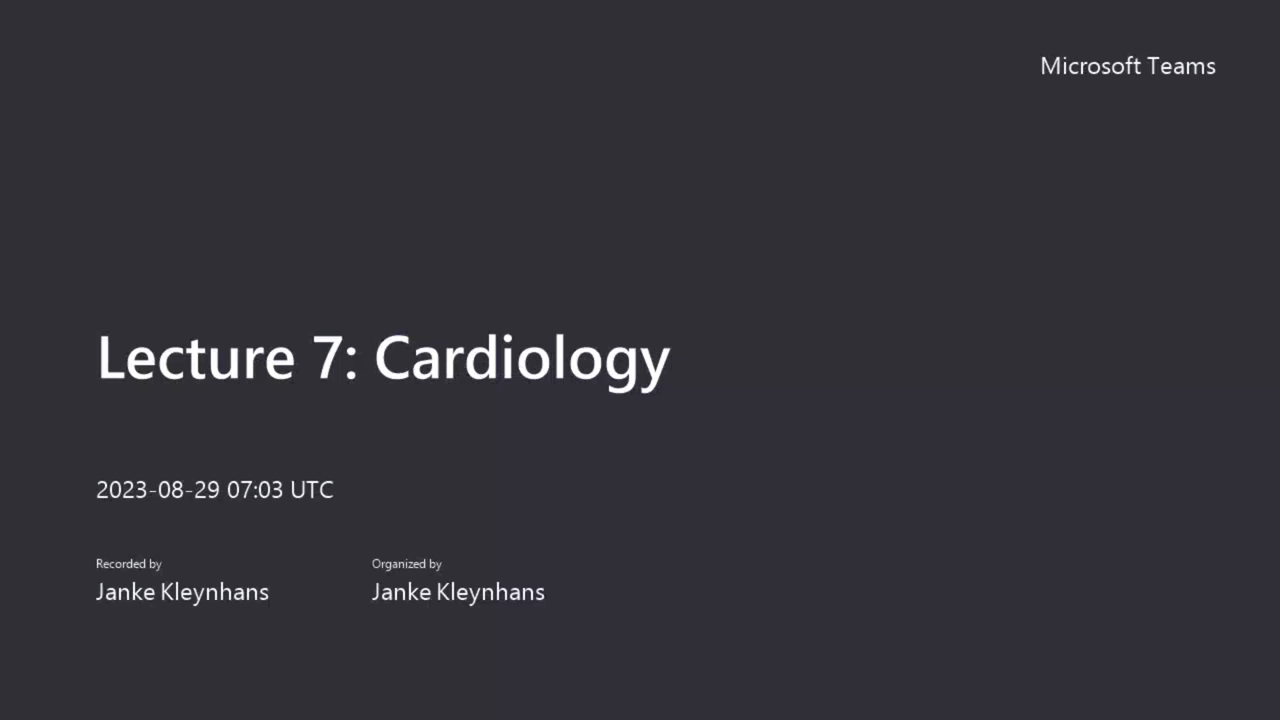 Microsoft Teams
Lecture 7: Cardiology
2023-08-29 07:03 UTC
Recorded by
Organized by
Janke Kleynhans
Janke Kleynhans